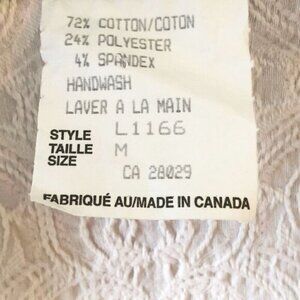 72% COTTON/COTON
24% POLYESTER
4% SPANDEX
HANDWASH
LAVER A LA MAIN
STYLE L1166
TAILLE M
SIZE
CA 28029
FABRIQUÉ AU/MADE IN CANADA